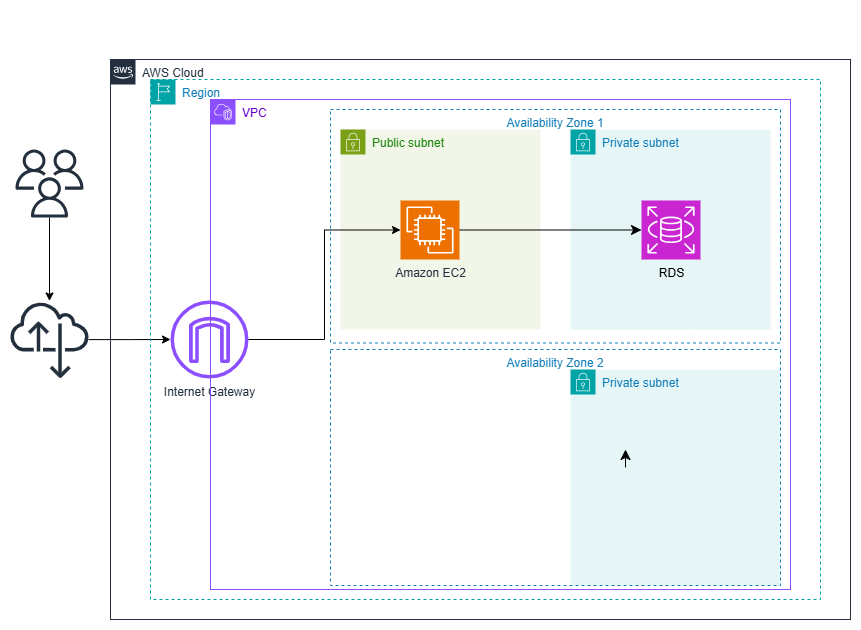 aws
AWS Cloud
Region
VPC
Availability Zone 1
Public subnet
Private subnet
Amazon EC2
RDS
Internet Gateway
Availability Zone 2
Private subnet